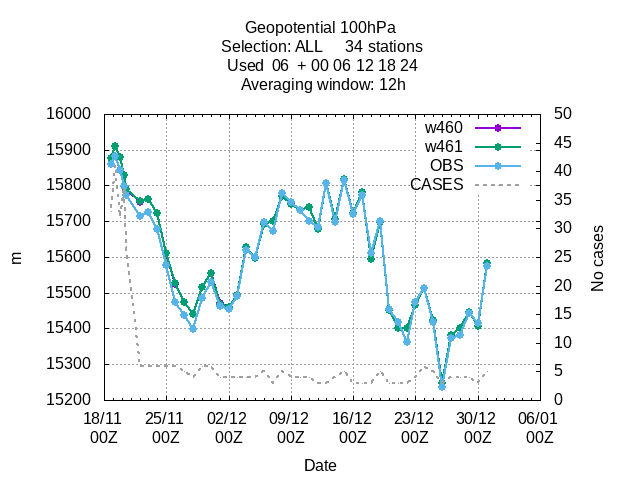 Geopotential 100hPa
Selection: ALL 34 stations
Used 06 + 00 06 12 18 24
Averaging window: 12h
16000
15900
15800
15700
15600
15500
15400
15300
15200
m
50
45
40
35
30
25
20
15
10
5
0
No cases
w460
w461
OBS
CASES
18/11 25/11 02/12 09/12 16/12 23/12 30/12 06/01
00Z 00Z 00Z 00Z 00Z 00Z 00Z 00Z
Date